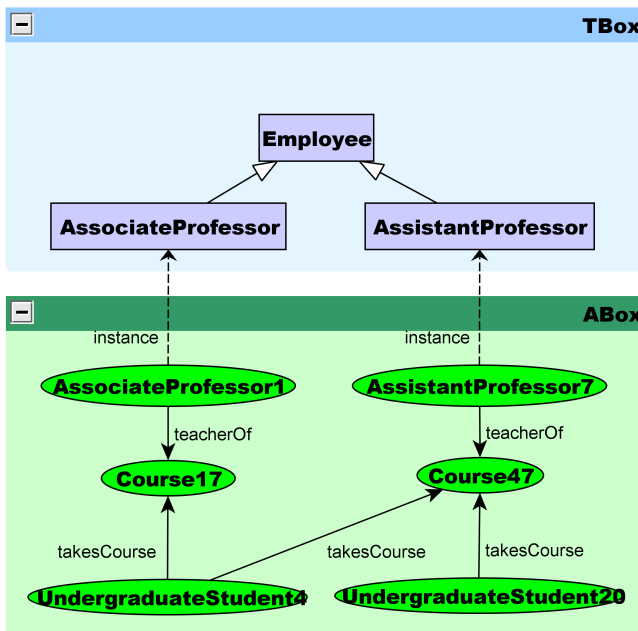 TBox
Employee
AssociateProfessor AssistantProfessor
ABox
instance instance
AssociateProfessor1 AssistantProfessor7
teacherOf teacherOf
Course17 Course47
takesCourse takesCourse takesCourse
UndergraduateStudent4 UndergraduateStudent20